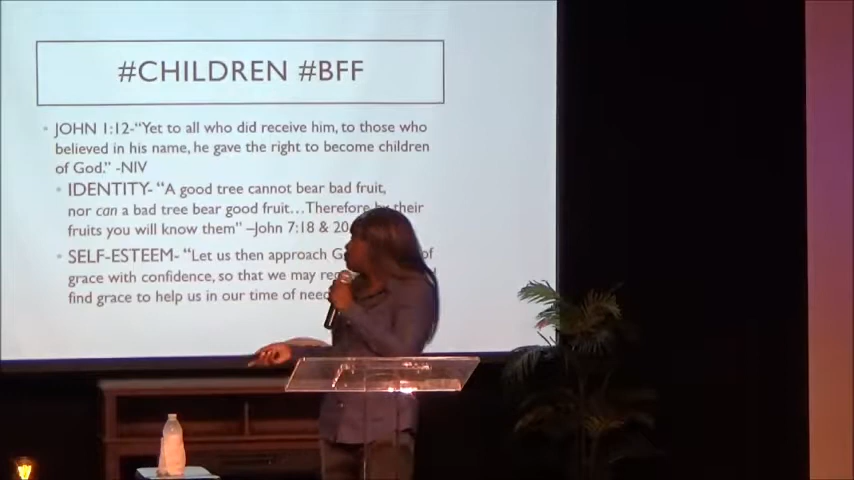 #CHILDREN #BFF
• JOHN 1:12-“Yet to all who did receive him, to those who
believed in his name, he gave the right to become children
of God.” -NIV
• IDENTITY- “A good tree cannot bear bad fruit,
nor can a bad tree bear good fruit…Therefore by their
fruits you will know them” –John 7:18 & 20
• SELF-ESTEEM- “Let us then approach of
grace with confidence, so that we may
find grace to help us in our time of need